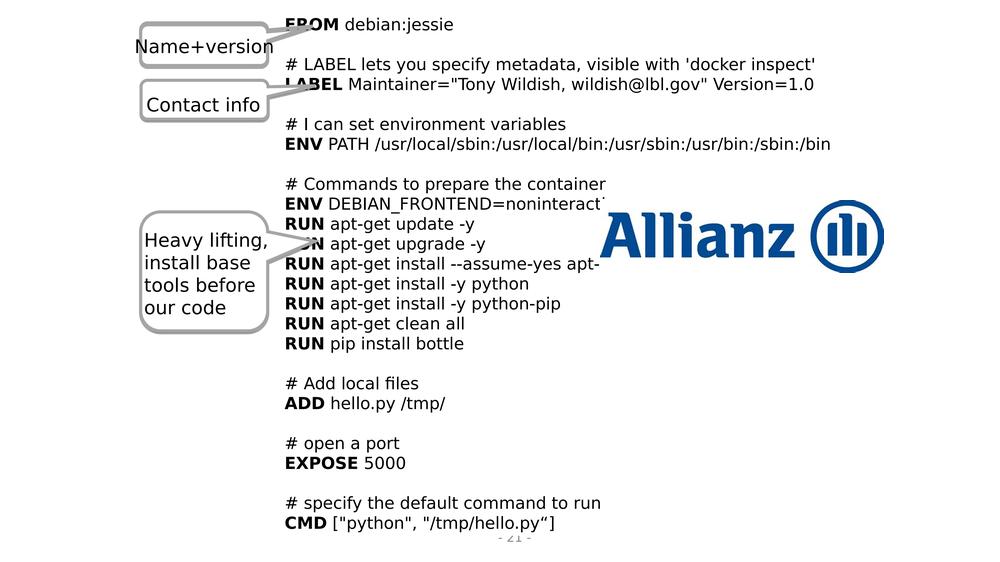 Name+version
FROM debian:jessie
# LABEL lets you specify metadata, visible with 'docker inspect'
Contact info
LABEL Maintainer="Tony Wildish, wildish@lbl.gov" Version=1.0
# I can set environment variables
ENV PATH /usr/local/sbin:/usr/local/bin:/usr/sbin:/usr/bin:/sbin:/bin
# Commands to prepare the container
ENV DEBIAN_FRONTEND=noninteract
Heavy lifting,
install base
tools before
our code
RUN apt-get update -y
RUN apt-get upgrade -y
RUN apt-get install --assume-yes apt-
RUN apt-get install -y python
RUN apt-get install -y python-pip
RUN apt-get clean all
RUN pip install bottle
Allianz
# Add local files
ADD hello.py /tmp/
# open a port
EXPOSE 5000
# specify the default command to run
CMD ["python", "/tmp/hello.py“]
- 21 -